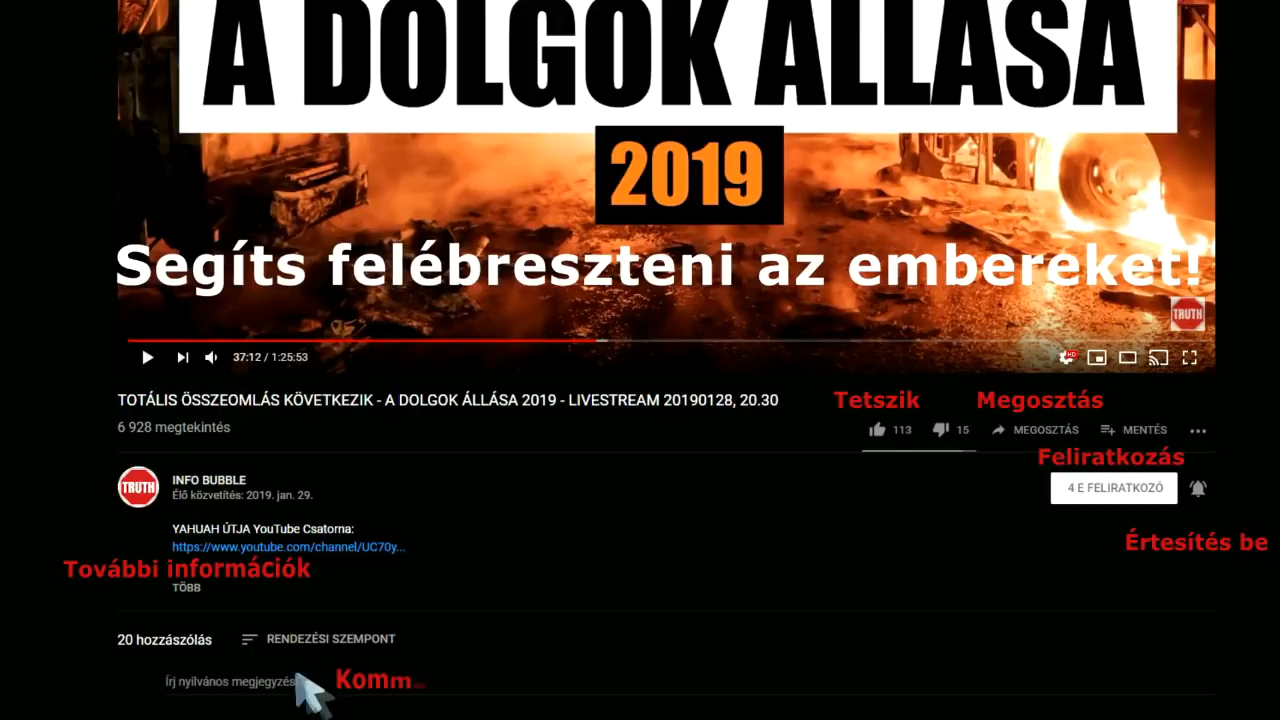 A DOLGOK ÁLLÁSA
2019
Segíts felébreszteni az embereket!
TRUTH
HD
37:12 / 1:25:53
TOTÁLIS ÖSSZEOMLÁS KÖVETKEZIK - A DOLGOK ÁLLÁSA 2019 - LIVESTREAM 20190128, 20.30
Tetszik
Megosztás
6 928 megtekintés
113
15
MEGOSZTÁS
MENTÉS
Feliratkozás
TRUTH
INFO BUBBLE
4 E FELIRATKOZÓ
Élő közvetítés: 2019. jan. 29.
YAHUAH ÚTJA YouTube Csatorna:
https://www.youtube.com/channel/UC70y...
Értesítés be
További információk
TÖBB
20 hozzászólás
RENDEZÉSI SZEMPONT
Írj nyilvános megjegyzés
Komm